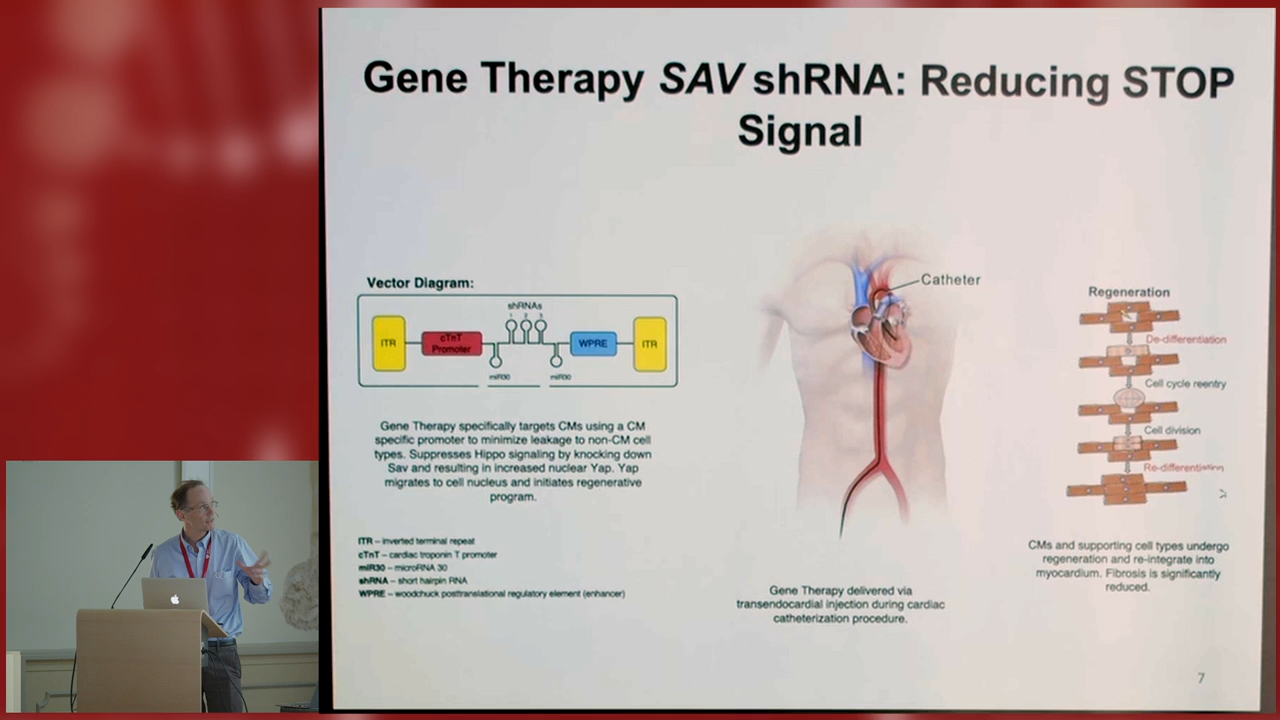 Gene Therapy SAV shRNA: Reducing STOP
Signal
Vector Diagram:
shRNAs
1 2 3
ITR
cTnT
Promoter
WPRE
ITR
miR30
miR30
Gene Therapy specifically targets CMs using a CM
specific promoter to minimize leakage to non-CM cell
types. Suppresses Hippo signaling by knocking down
Sav and resulting in increased nuclear Yap. Yap
migrates to cell nucleus and initiates regenerative
program.
ITR – inverted terminal repeat
cTnT – cardiac troponin T promoter
miR30 – microRNA 30
shRNA – short hairpin RNA
WPRE – woodchuck posttranslational regulatory element (enhancer)
Catheter
Gene Therapy delivered via
transendocardial injection during cardiac
catheterization procedure.
Regeneration
De-differentiation
Cell cycle reentry
Cell division
Re-differentiation
CMs and supporting cell types undergo
regeneration and re-integrate into
myocardium. Fibrosis is significantly
reduced.
7